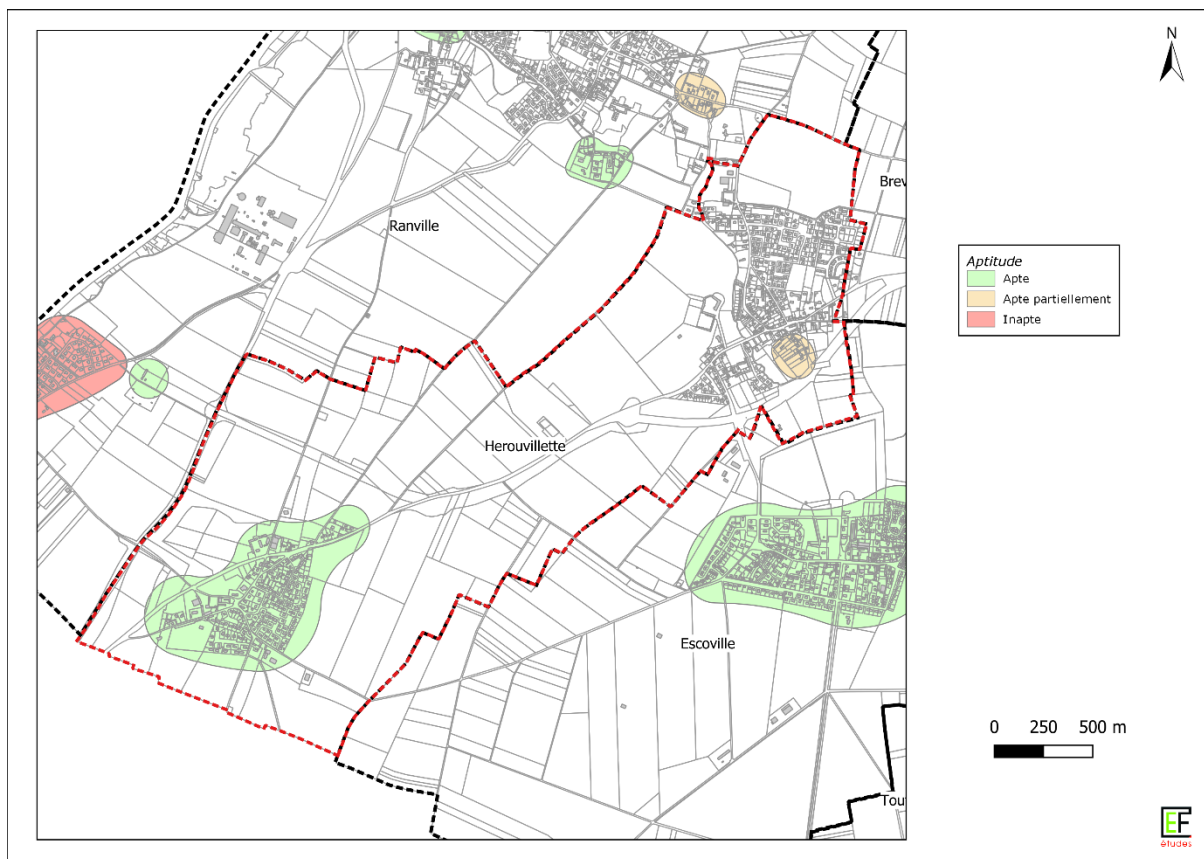 N
Brev
Ranville
Aptitude
Apte
Apte partiellement
Inapte
Herouvillette
Escoville
0 250 500 m
Tou
EF
études